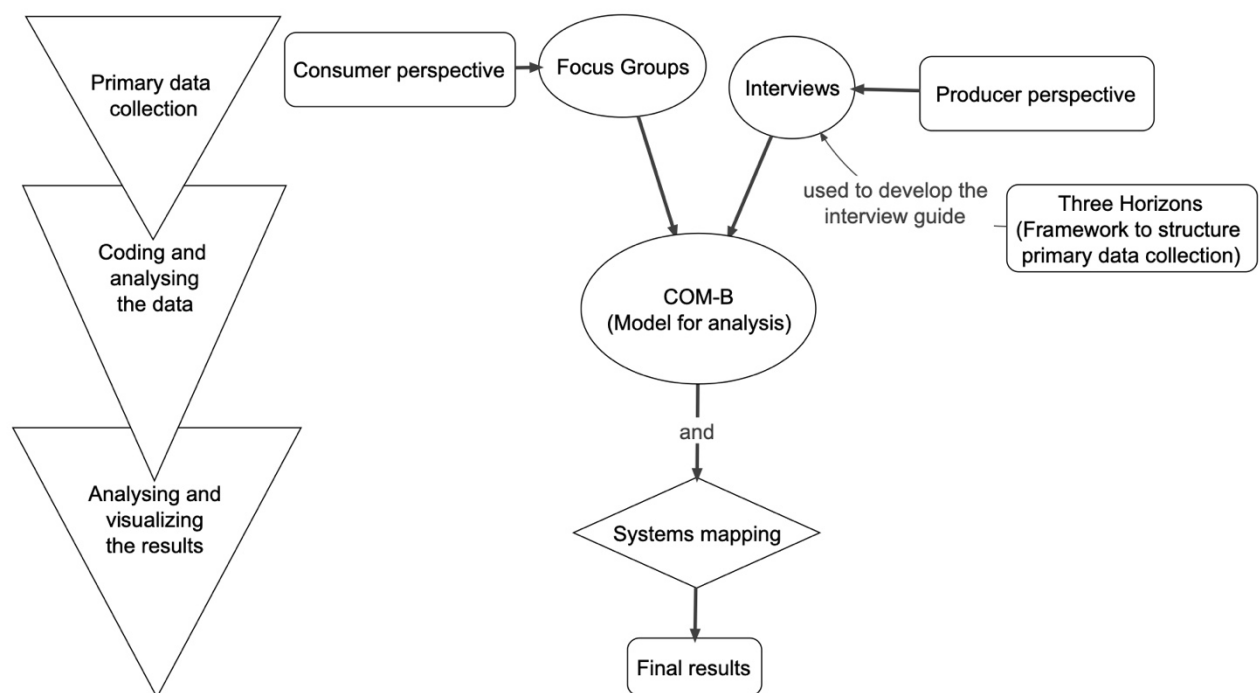 Primary data
collection
Consumer perspective
Focus Groups
Interviews
Producer perspective
used to develop the
interview guide
Three Horizons
(Framework to structure
primary data collection)
Coding and
analysing
the data
COM-B
(Model for analysis)
and
Analysing and
visualizing
the results
Systems mapping
Final results